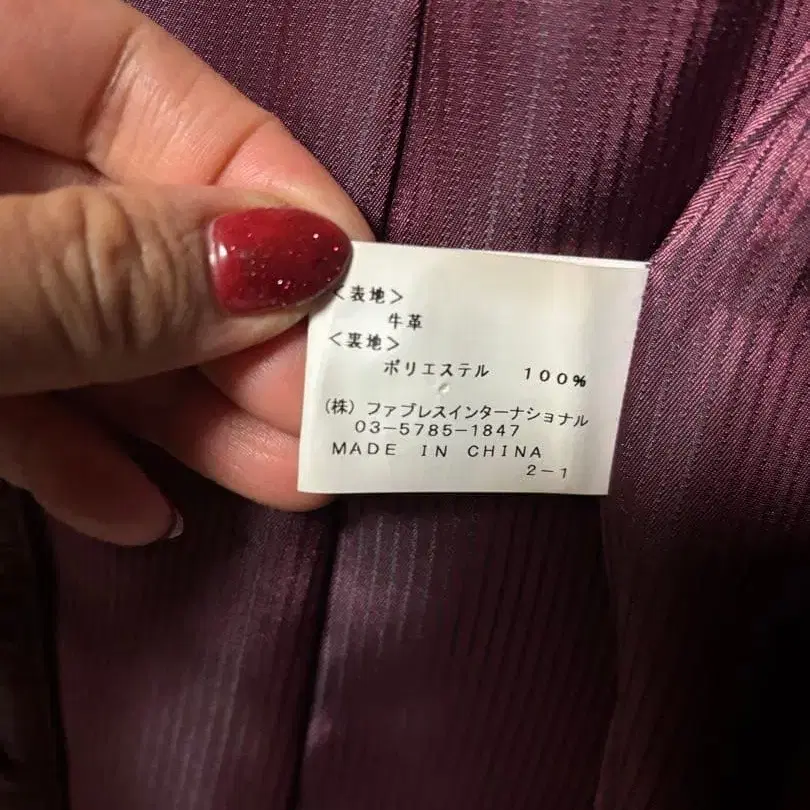 <表地>
牛革
<裏地>
ポリエステル 100%
(株) ファブレスインターナショナル
03-5785-1847
MADE IN CHINA
2-1